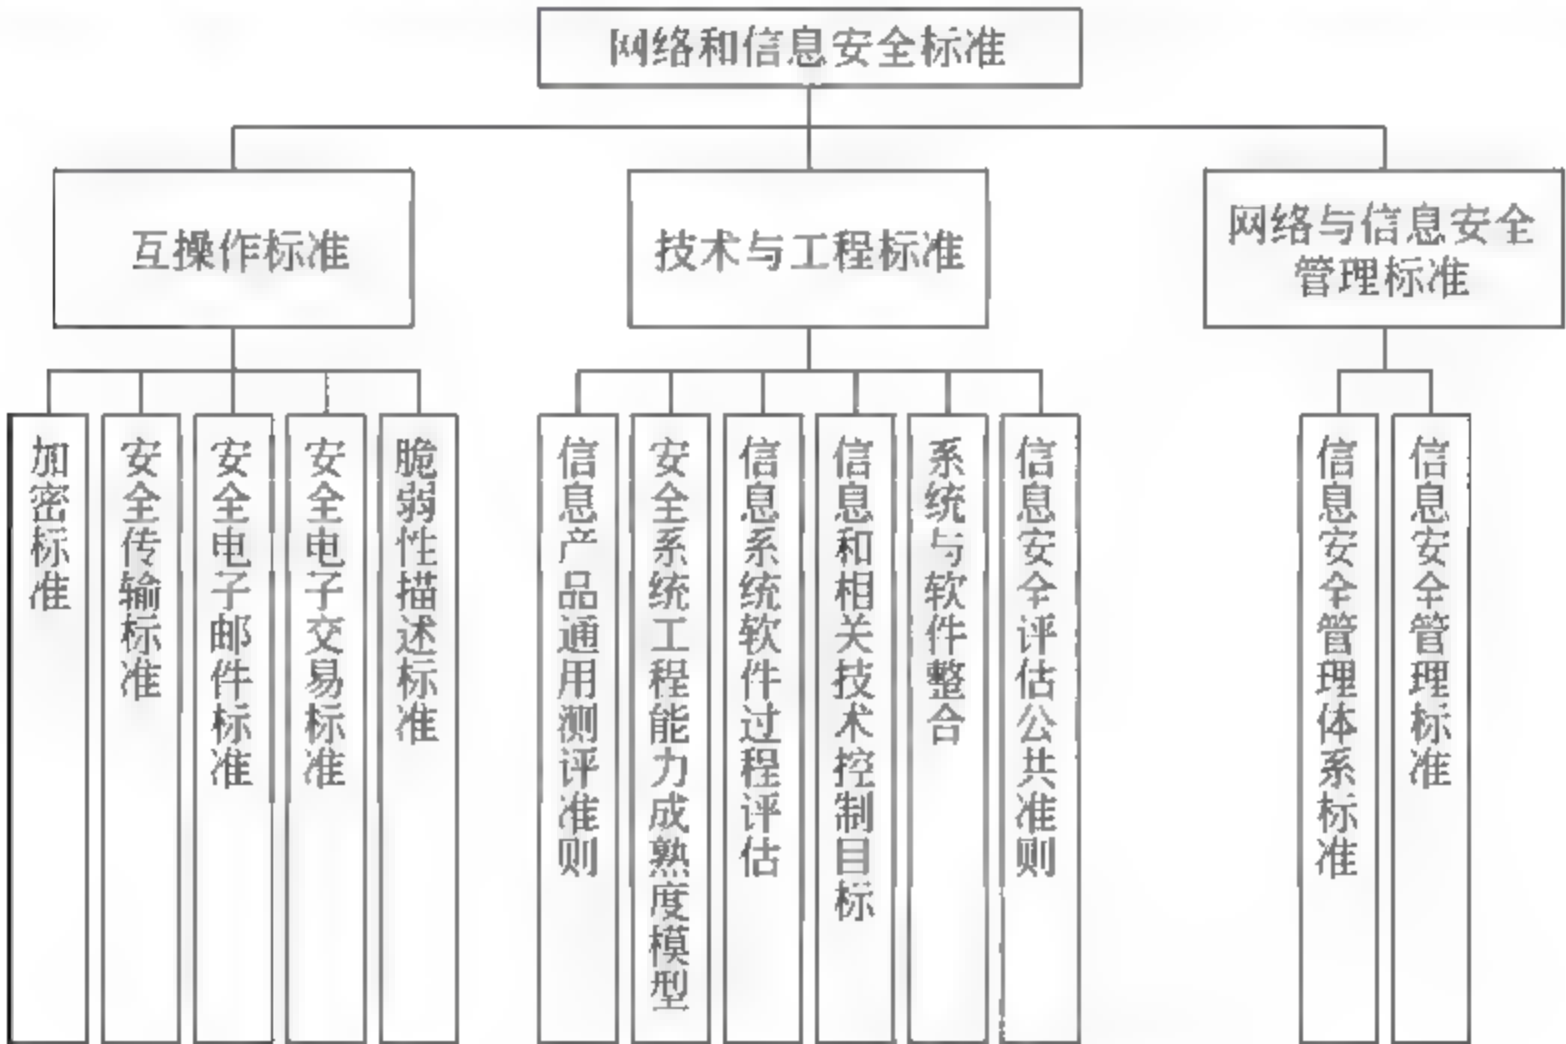 网络和信息安全标准
互操作标准
技术与工程标准
网络与信息安全
管理标准
加密标准
安全传输标准
安全电子邮件标准
安全电子交易标准
脆弱性描述标准
信息产品通用测评准则
安全系统工程能力成熟度模型
信息系统软件过程评估
信息和相关技术控制目标
系统与软件整合
信息安全评估公共准则
信息安全管理体系标准
信息安全管理标准